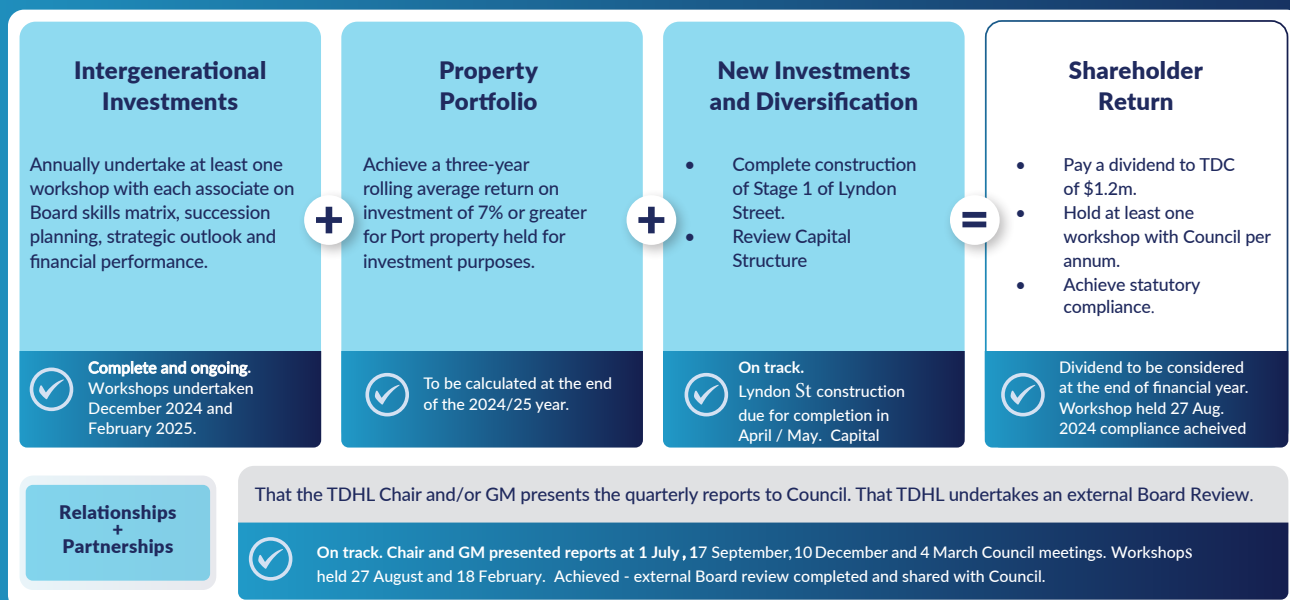 Intergenerational
Investments
Annually undertake at least one
workshop with each associate on
Board skills matrix, succession
planning, strategic outlook and
financial performance.
Complete and ongoing.
Workshops undertaken
December 2024 and
February 2025.
+
Property
Portfolio
Achieve a three-year
rolling average return on
investment of 7% or greater
for Port property held for
investment purposes.
To be calculated at the end
of the 2024/25 year.
+
New Investments
and Diversification
• Complete construction
of Stage 1 of Lyndon
Street.
• Review Capital
Structure
On track.
Lyndon St construction
due for completion in
April / May. Capital
=
Shareholder
Return
• Pay a dividend to TDC
of $1.2m.
• Hold at least one
workshop with Council per
annum.
• Achieve statutory
compliance.
Dividend to be considered
at the end of financial year.
Workshop held 27 Aug.
2024 compliance acheived
Relationships
+
Partnerships
That the TDHL Chair and/or GM presents the quarterly reports to Council. That TDHL undertakes an external Board Review.
On track. Chair and GM presented reports at 1 July, 17 September, 10 December and 4 March Council meetings. Workshops
held 27 August and 18 February. Achieved - external Board review completed and shared with Council.